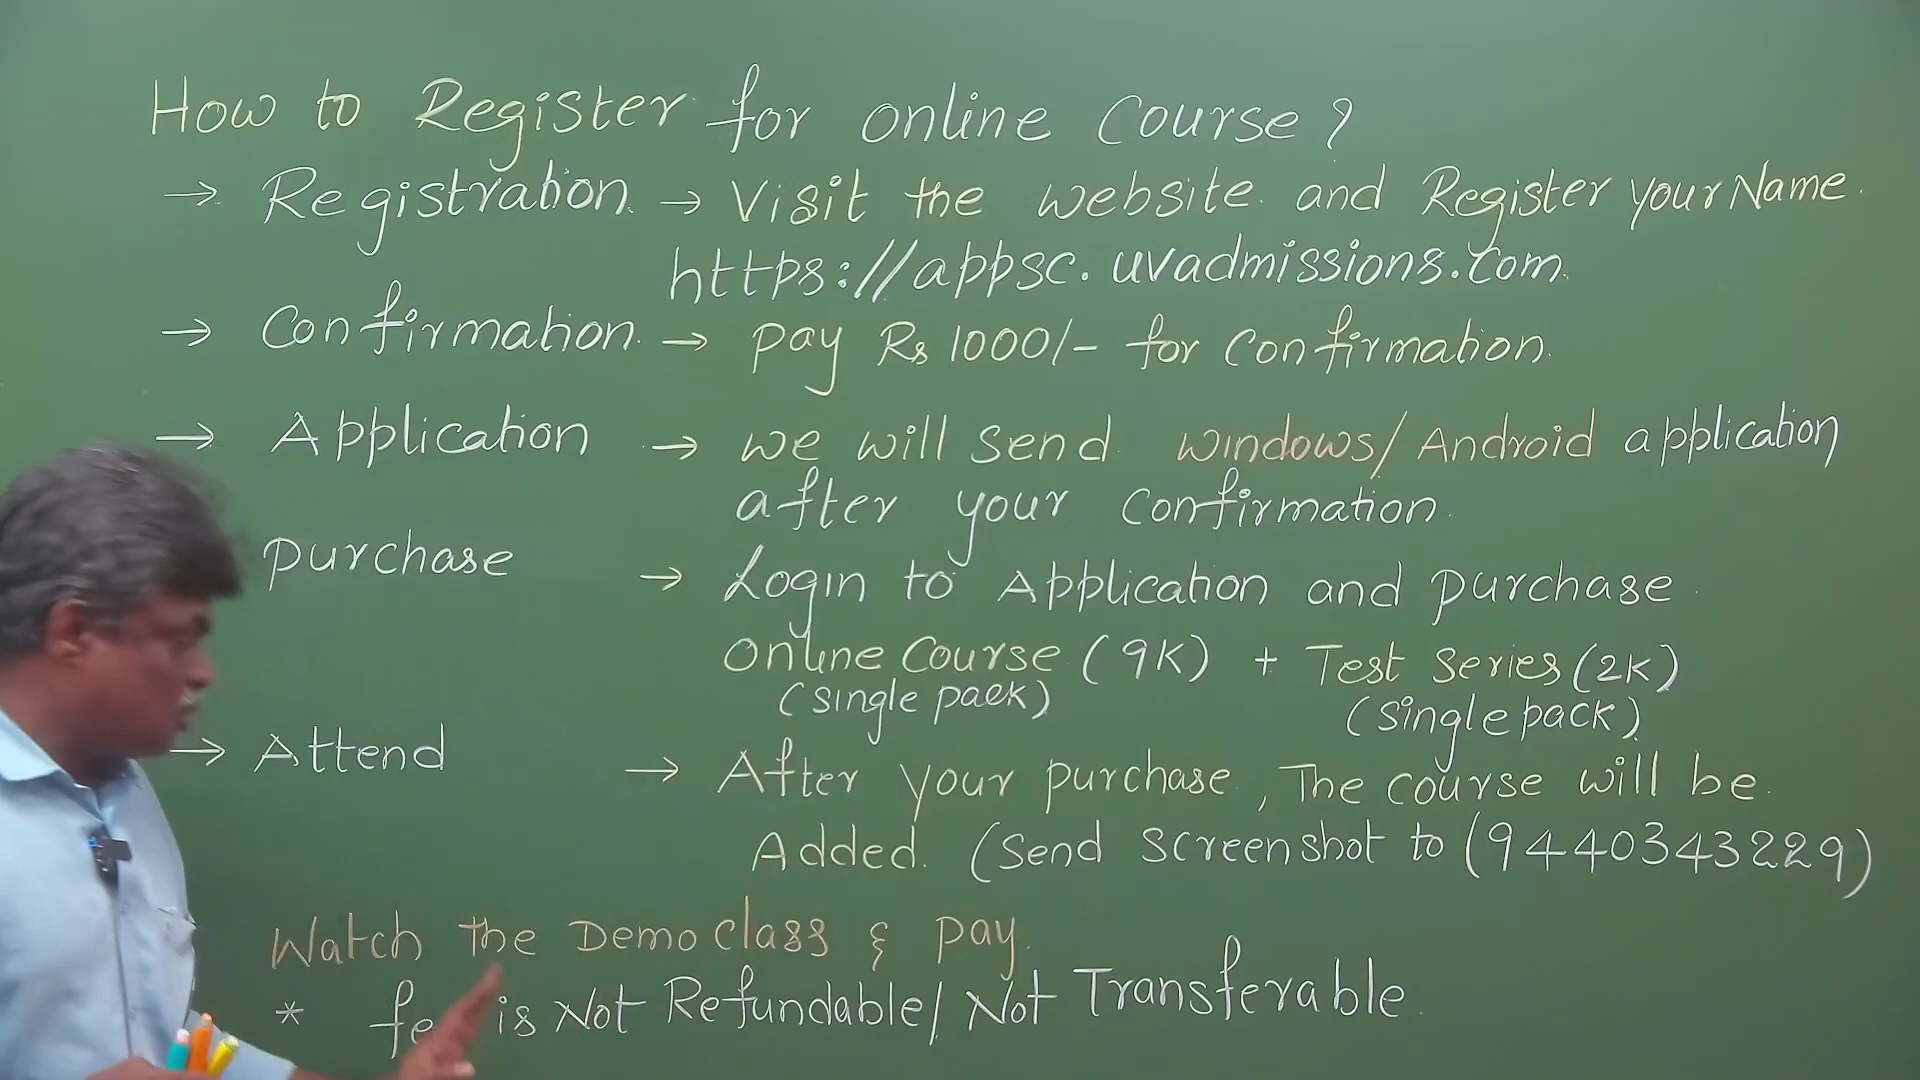 How to Register for online Course?
→ Registration → Visit the website and Register your Name.
https://appsc.uvadmissions.com
→ Confirmation → Pay Rs 1000/- for Confirmation.
→ Application → we will send windows/Android application
after your Confirmation.
Purchase → Login to Application and purchase
Online Course (9K) + Test Series (2K)
(single pack) (single pack)
→ Attend → After your purchase, The course will be
Added. (Send Screenshot to (9440343229)
Watch the Demo class & pay.
* is Not Refundable/ Not Transferable.